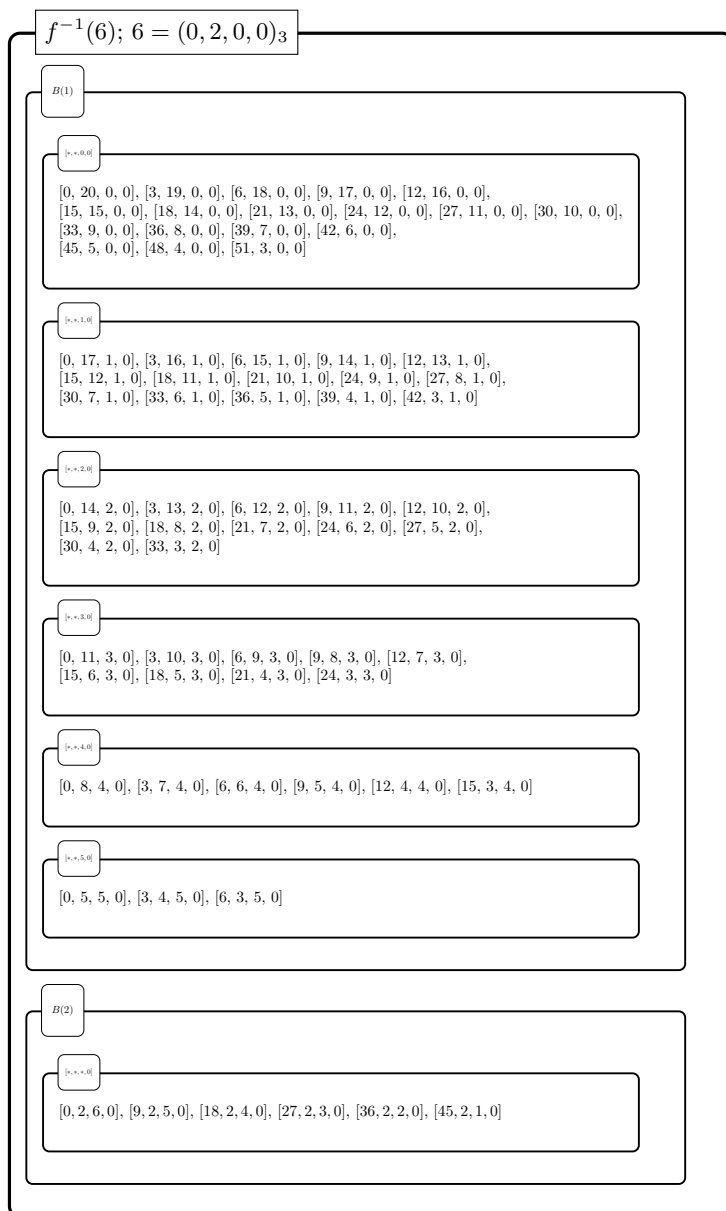 f⁻¹(6); 6 = (0, 2, 0, 0)₃
B(1)
[∗,∗,0,0]
[0, 20, 0, 0], [3, 19, 0, 0], [6, 18, 0, 0], [9, 17, 0, 0], [12, 16, 0, 0],
[15, 15, 0, 0], [18, 14, 0, 0], [21, 13, 0, 0], [24, 12, 0, 0], [27, 11, 0, 0], [30, 10, 0, 0],
[33, 9, 0, 0], [36, 8, 0, 0], [39, 7, 0, 0], [42, 6, 0, 0],
[45, 5, 0, 0], [48, 4, 0, 0], [51, 3, 0, 0]
[∗,∗,1,0]
[0, 17, 1, 0], [3, 16, 1, 0], [6, 15, 1, 0], [9, 14, 1, 0], [12, 13, 1, 0],
[15, 12, 1, 0], [18, 11, 1, 0], [21, 10, 1, 0], [24, 9, 1, 0], [27, 8, 1, 0],
[30, 7, 1, 0], [33, 6, 1, 0], [36, 5, 1, 0], [39, 4, 1, 0], [42, 3, 1, 0]
[∗,∗,2,0]
[0, 14, 2, 0], [3, 13, 2, 0], [6, 12, 2, 0], [9, 11, 2, 0], [12, 10, 2, 0],
[15, 9, 2, 0], [18, 8, 2, 0], [21, 7, 2, 0], [24, 6, 2, 0], [27, 5, 2, 0],
[30, 4, 2, 0], [33, 3, 2, 0]
[∗,∗,3,0]
[0, 11, 3, 0], [3, 10, 3, 0], [6, 9, 3, 0], [9, 8, 3, 0], [12, 7, 3, 0],
[15, 6, 3, 0], [18, 5, 3, 0], [21, 4, 3, 0], [24, 3, 3, 0]
[∗,∗,4,0]
[0, 8, 4, 0], [3, 7, 4, 0], [6, 6, 4, 0], [9, 5, 4, 0], [12, 4, 4, 0], [15, 3, 4, 0]
[∗,∗,5,0]
[0, 5, 5, 0], [3, 4, 5, 0], [6, 3, 5, 0]
B(2)
[∗,∗,∗,0]
[0, 2, 6, 0], [9, 2, 5, 0], [18, 2, 4, 0], [27, 2, 3, 0], [36, 2, 2, 0], [45, 2, 1, 0]